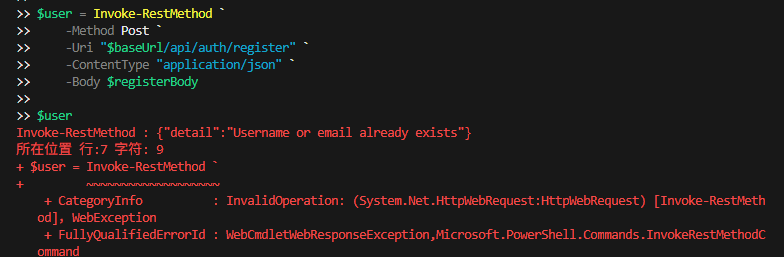 >> $user = Invoke-RestMethod `
>>     -Method Post `
>>     -Uri "$baseUrl/api/auth/register" `
>>     -ContentType "application/json" `
>>     -Body $registerBody
>>
>> $user
Invoke-RestMethod : {"detail":"Username or email already exists"}
所在位置 行:7 字符: 9
+ $user = Invoke-RestMethod `
+         ~~~~~~~~~~~~~~~~~~~
    + CategoryInfo          : InvalidOperation: (System.Net.HttpWebRequest:HttpWebRequest) [Invoke-RestMeth
   od]，WebException
    + FullyQualifiedErrorId : WebCmdletWebResponseException,Microsoft.PowerShell.Commands.InvokeRestMethodC
   ommand